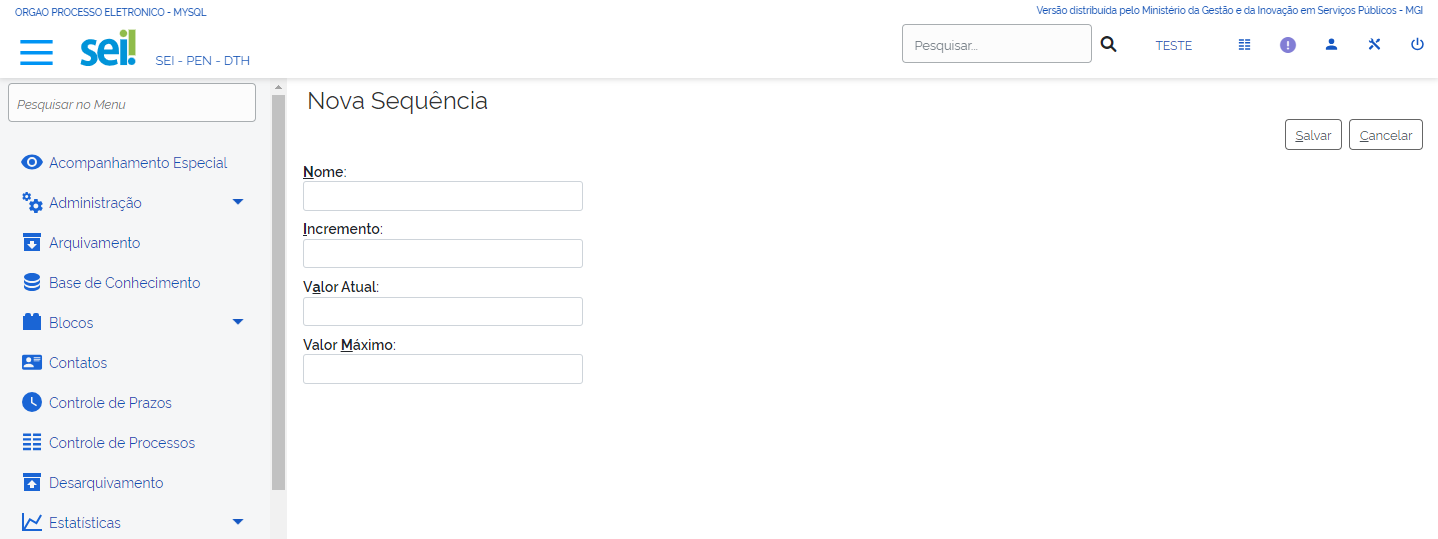 ORGAO PROCESSO ELETRONICO - MYSQL
Versão distribuída pelo Ministério da Gestão e da Inovação em Serviços Públicos - MGI
sei!
SEI - PEN - DTH
Pesquisar...
TESTE
Pesquisar no Menu
Nova Sequência
Salvar
Cancelar
Acompanhamento Especial
Administração
Arquivamento
Base de Conhecimento
Blocos
Contatos
Controle de Prazos
Controle de Processos
Desarquivamento
Estatísticas
Nome:
Incremento:
Valor Atual:
Valor Máximo: